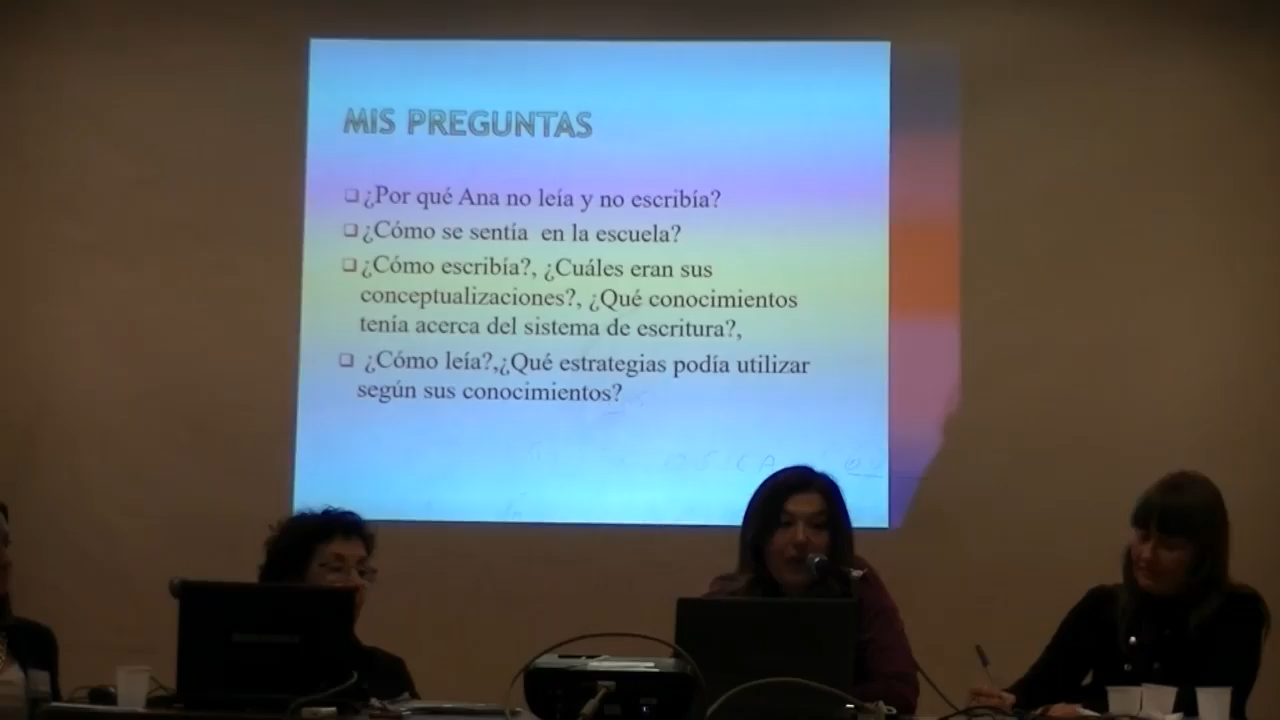 MIS PREGUNTAS
¿Por qué Ana no leía y no escribía?
¿Cómo se sentía en la escuela?
¿Cómo escribía?, ¿Cuáles eran sus
conceptualizaciones?, ¿Qué conocimientos
tenía acerca del sistema de escritura?,
¿Cómo leía?,¿Qué estrategias podía utilizar
según sus conocimientos?